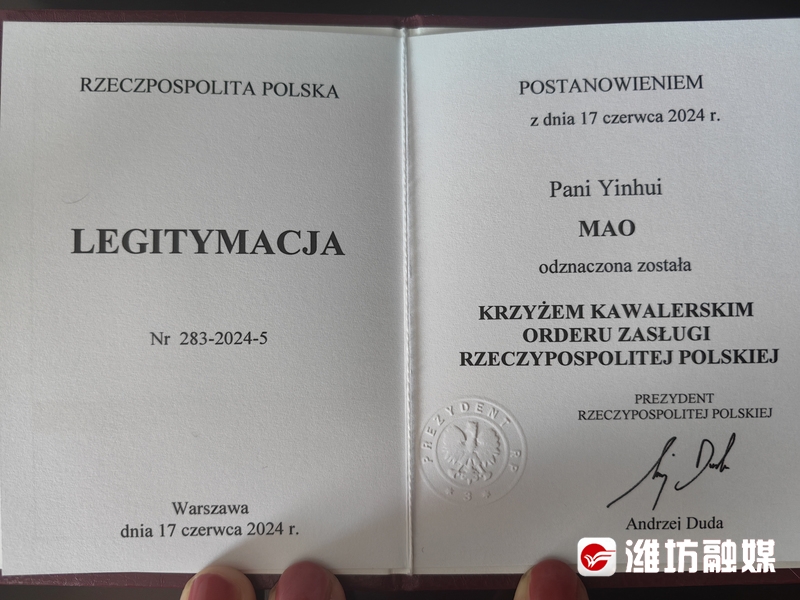 RZECZPOSPOLITA POLSKA
LEGITYMACJA
Nr 283-2024-5
Warszawa
dnia 17 czerwca 2024 r.
POSTANOWIENIEM
z dnia 17 czerwca 2024 r.
Pani Yinhui
MAO
odznaczona została
KRZYŻEM KAWALERSKIM
ORDERU ZASŁUGI
RZECZYPOSPOLITEJ POLSKIEJ
PREZYDENT
RZECZYPOSPOLITEJ POLSKIEJ
PREZYDENT RP
3
Andrzej Duda
潍坊融媒